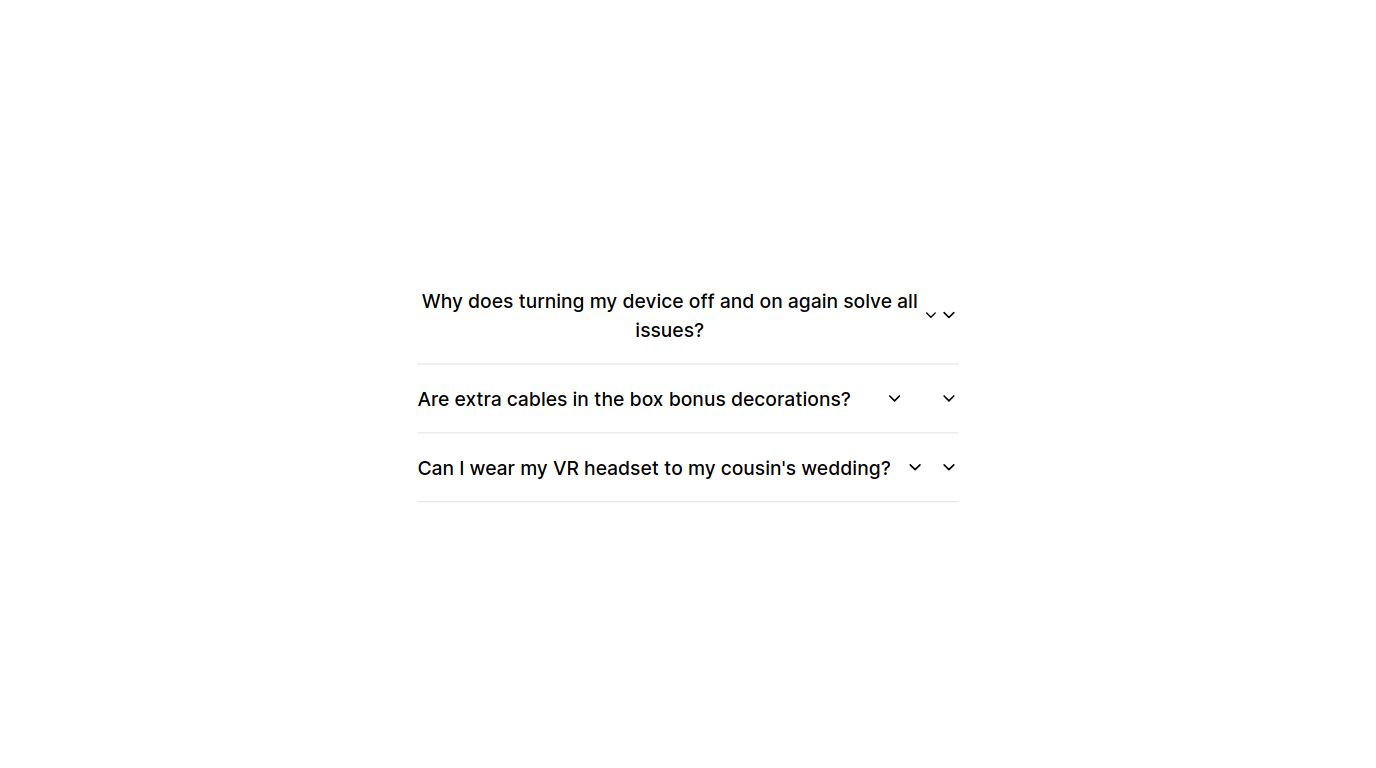 Why does turning my device off and on again solve all
issues?
Are extra cables in the box bonus decorations?
Can I wear my VR headset to my cousin's wedding?